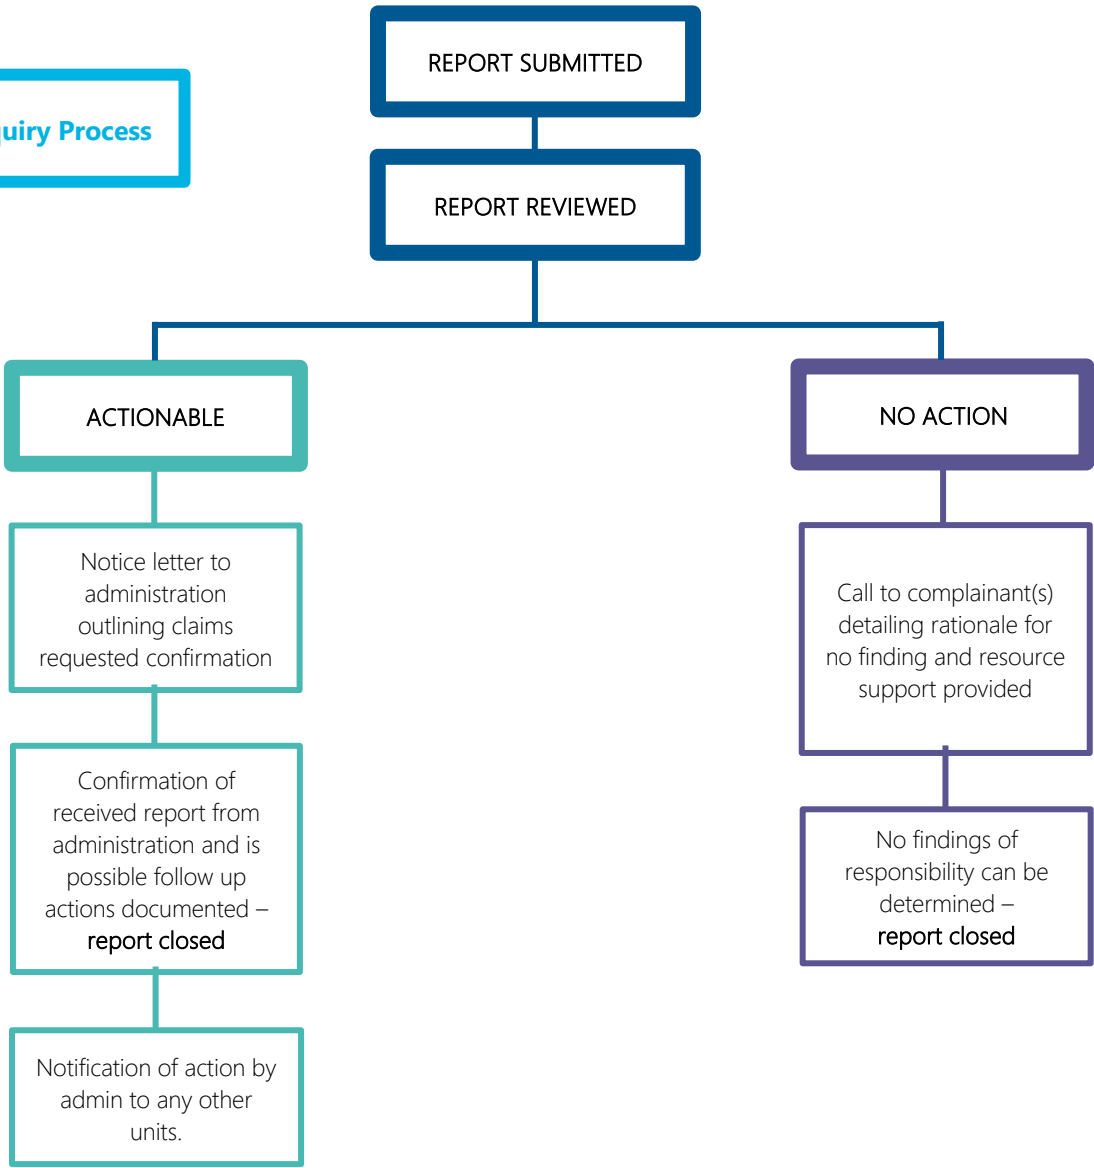 REPORT SUBMITTED
Process
REPORT REVIEWED
ACTIONABLE
NO ACTION
Notice letter to
administration
outlining claims
requested confirmation
Call to complainant(s)
detailing rationale for
no finding and resource
support provided
Confirmation of
received report from
administration and is
possible follow up
actions documented –
report closed
No findings of
responsibility can be
determined –
report closed
Notification of action by
admin to any other
units.